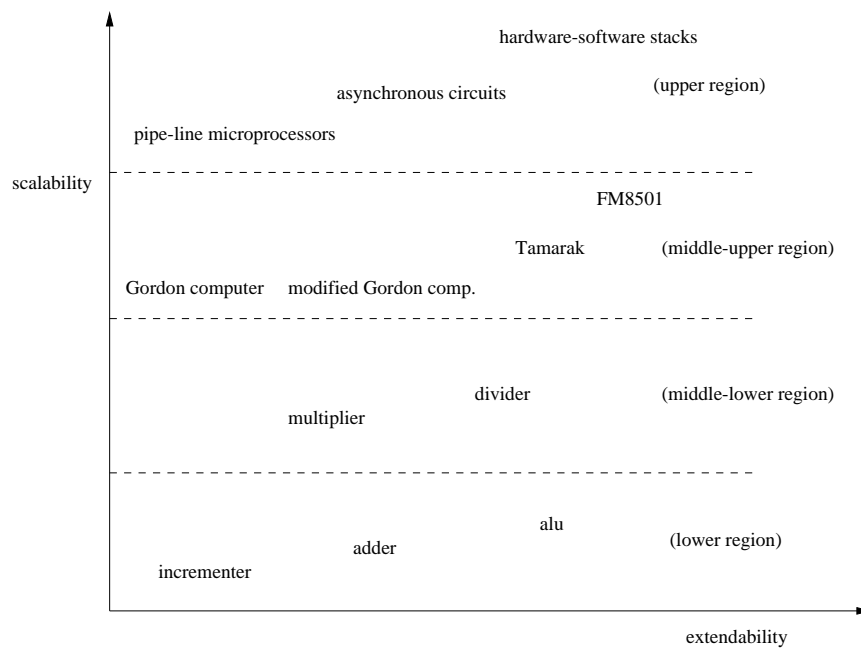 hardware-software stacks
asynchronous circuits
(upper region)
pipe-line microprocessors
scalability
FM8501
Tamarak
(middle-upper region)
Gordon computer
modified Gordon comp.
divider
(middle-lower region)
multiplier
alu
adder
(lower region)
incrementer
extendability